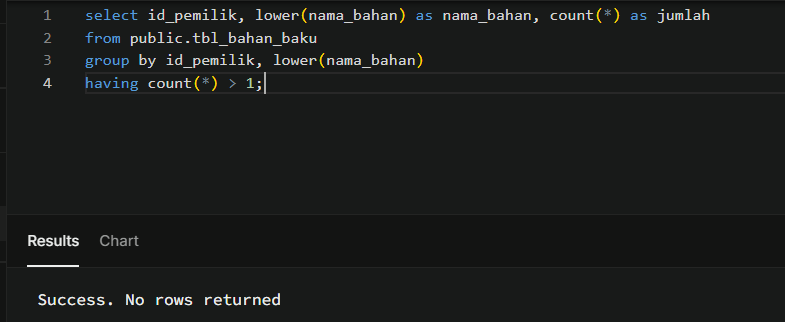 1 select id_pemilik, lower(nama_bahan) as nama_bahan, count(*) as jumlah
2 from public.tbl_bahan_baku
3 group by id_pemilik, lower(nama_bahan)
4 having count(*) > 1;
Results Chart
Success. No rows returned